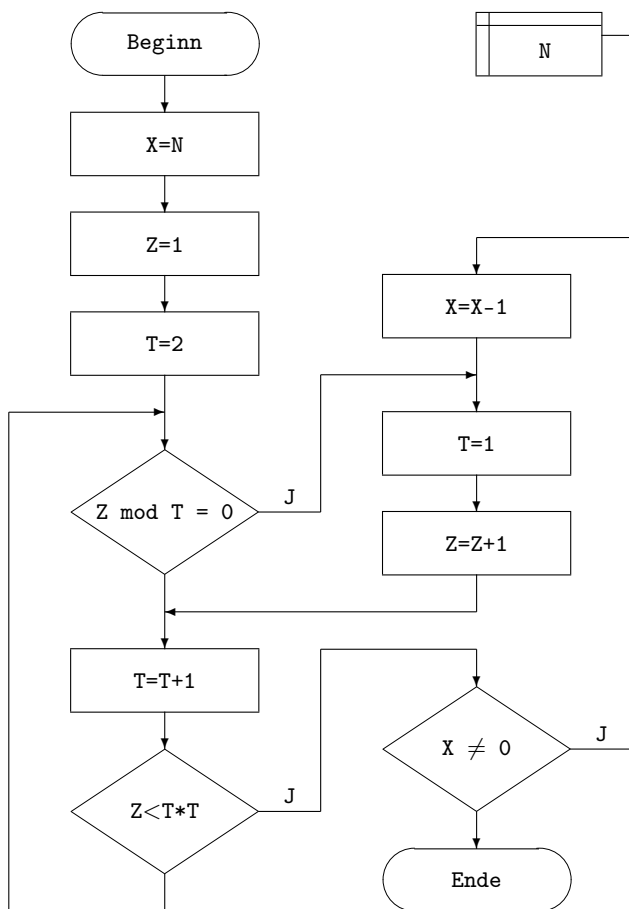 Beginn
N
X=N
Z=1
T=2
Z mod T = 0
J
X=X-1
T=1
Z=Z+1
T=T+1
Z<T*T
J
X ≠ 0
J
Ende